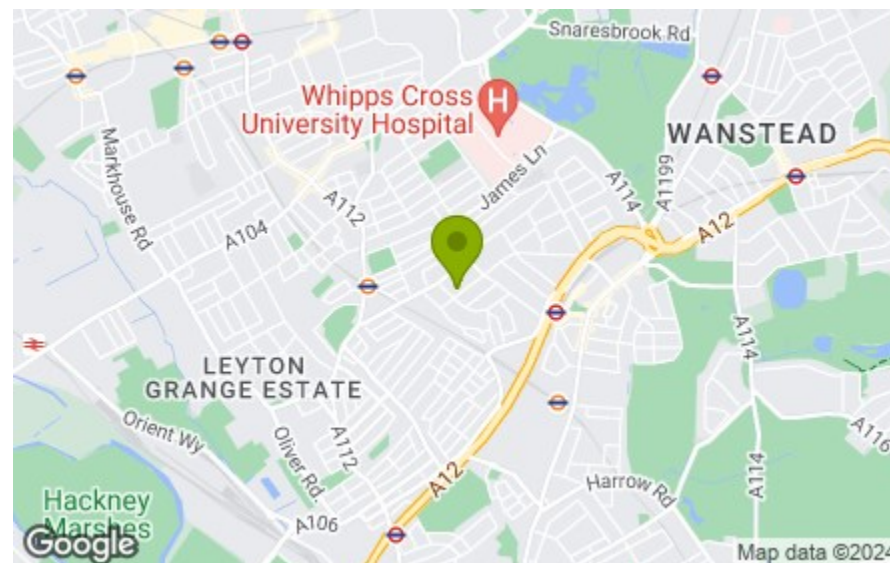 Snaresbrook Rd
Whipps Cross
University Hospital
H
WANSTEAD
Markhouse Rd
A112
James Ln
A114
A1199
A104
A12
LEYTON
GRANGE ESTATE
A114
Orient Wy
Oliver Rd.
A112
A12
A116
A114
Harrow Rd
Hackney
Marshes
A106
Google
Map data ©2024